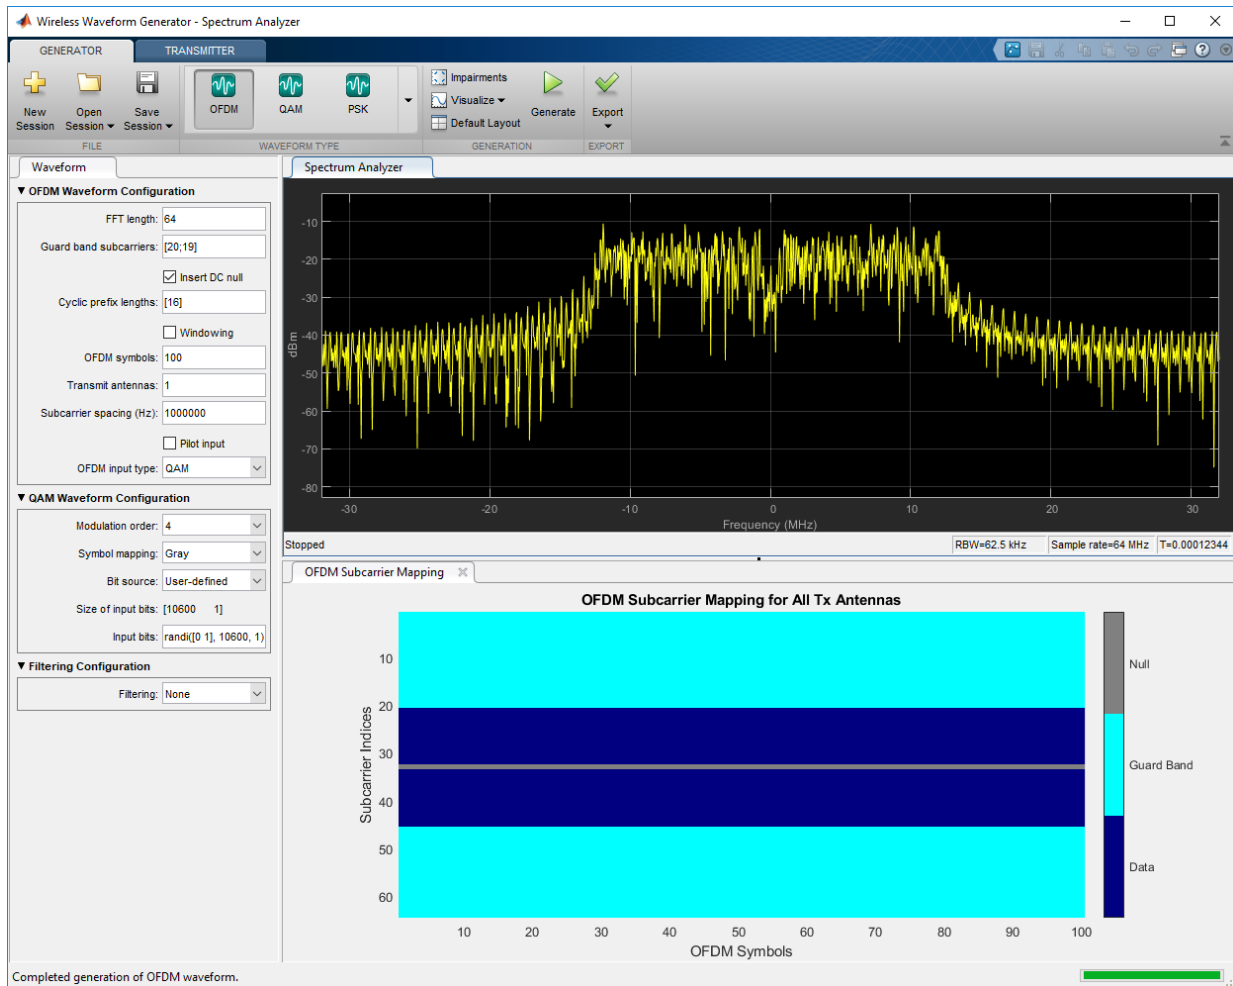 Wireless Waveform Generator - Spectrum Analyzer
GENERATOR
TRANSMITTER
New Session
Open Session
Save Session
FILE
OFDM
QAM
PSK
WAVEFORM TYPE
Impairments
Visualize
Default Layout
Generate
GENERATION
Export
EXPORT
Waveform
OFDM Waveform Configuration
FFT length: 64
Guard band subcarriers: [20;19]
Insert DC null
Cyclic prefix lengths: [16]
Windowing
OFDM symbols: 100
Transmit antennas: 1
Subcarrier spacing (Hz): 1000000
Pilot input
OFDM input type: QAM
QAM Waveform Configuration
Modulation order: 4
Symbol mapping: Gray
Bit source: User-defined
Size of input bits: [10600 1]
Input bits: randi([0 1], 10600, 1)
Filtering Configuration
Filtering: None
Spectrum Analyzer
-10
-20
-30
-40
-50
-60
-70
-80
dBm
-30 -20 -10 0 10 20 30
Frequency (MHz)
Stopped
RBW=62.5 kHz Sample rate=64 MHz T=0.00012344
OFDM Subcarrier Mapping
OFDM Subcarrier Mapping for All Tx Antennas
10
20
30
40
50
60
Subcarrier Indices
10 20 30 40 50 60 70 80 90 100
OFDM Symbols
Null
Guard Band
Data
Completed generation of OFDM waveform.